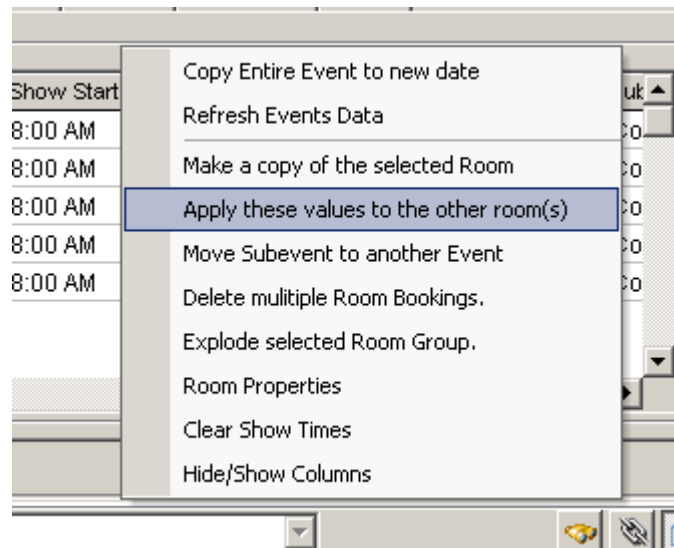 Show Start
8:00 AM
8:00 AM
8:00 AM
8:00 AM
8:00 AM
Copy Entire Event to new date
Refresh Events Data
Make a copy of the selected Room
Apply these values to the other room(s)
Move Subevent to another Event
Delete mulitiple Room Bookings.
Explode selected Room Group.
Room Properties
Clear Show Times
Hide/Show Columns